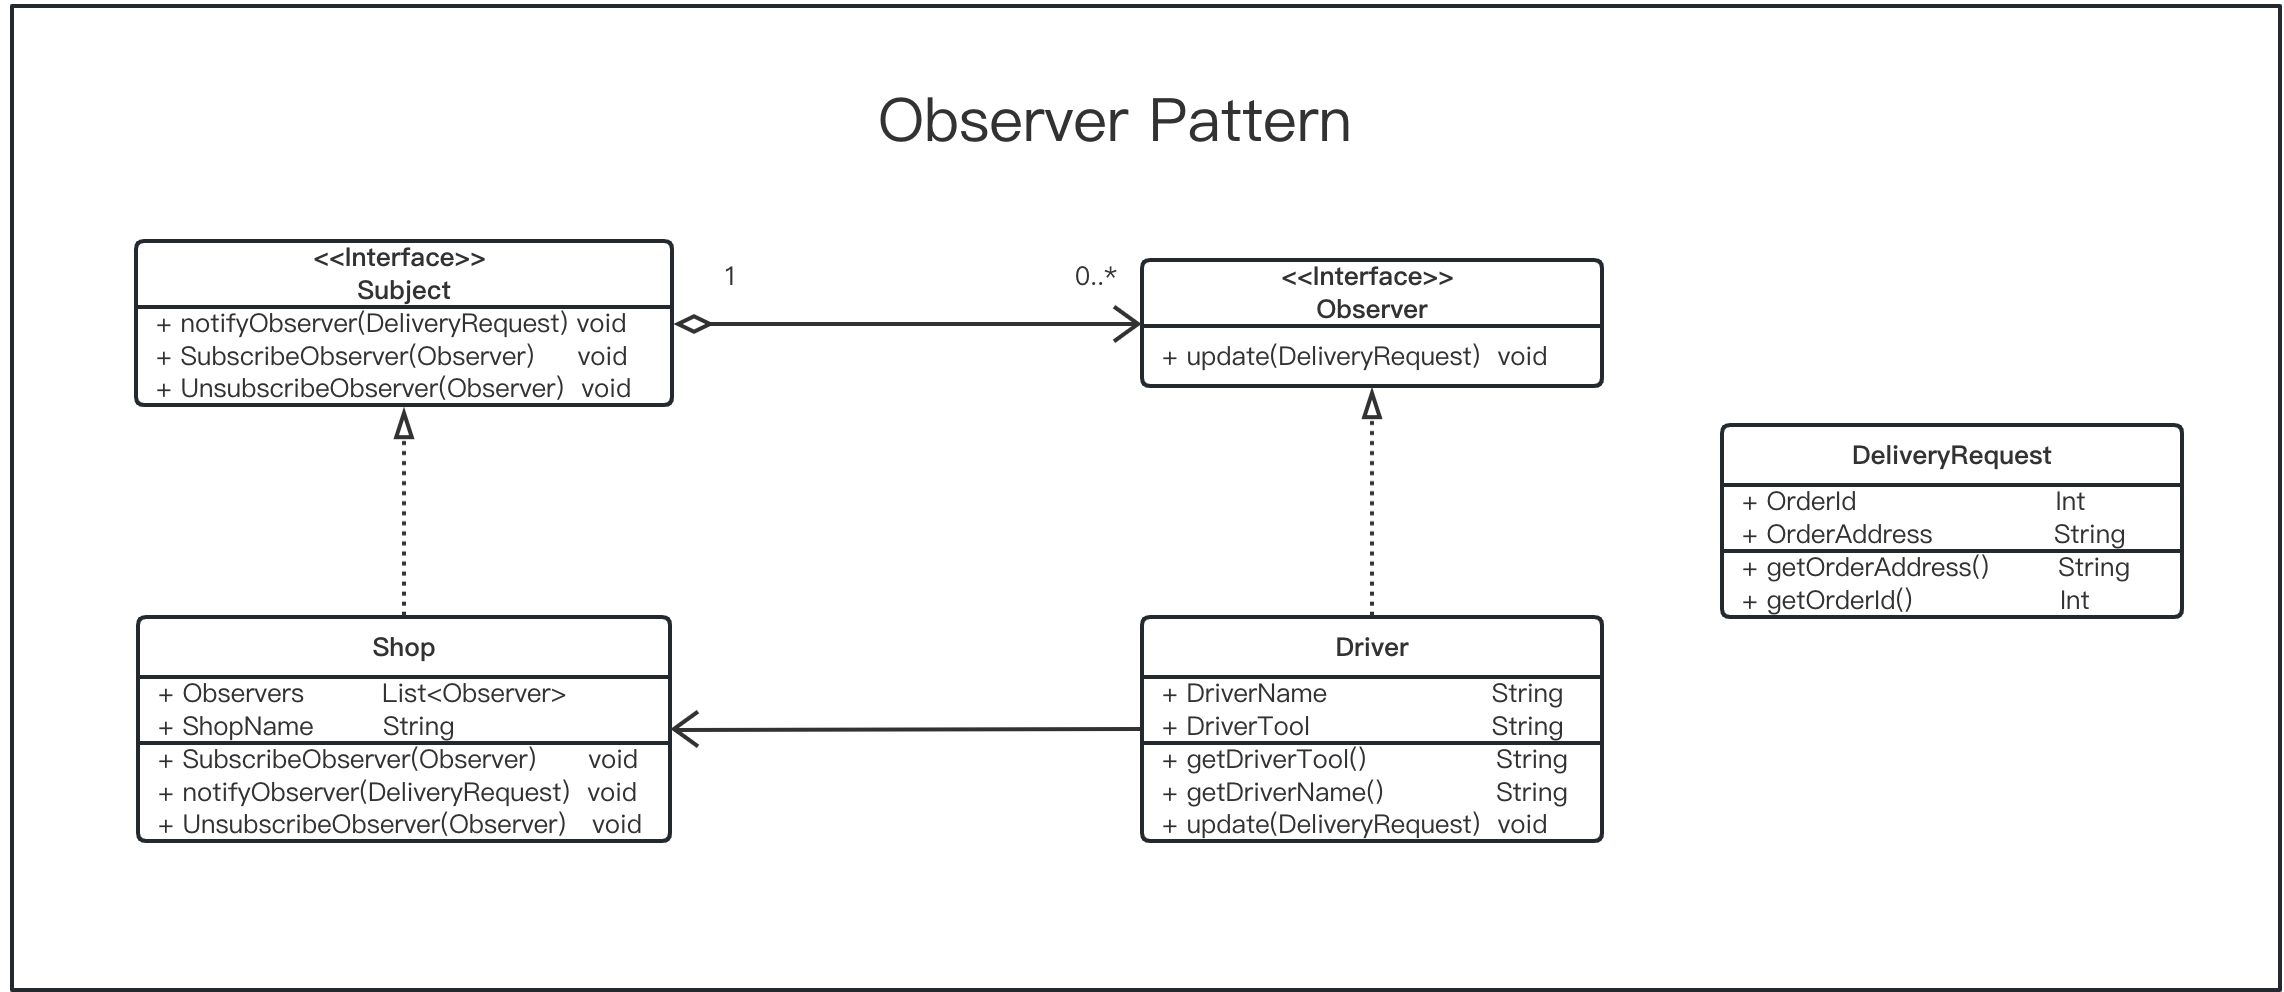 Observer Pattern
<<Interface>>
Subject
+ notifyObserver(DeliveryRequest) void
+ SubscribeObserver(Observer) void
+ UnsubscribeObserver(Observer) void
1
0..*
<<Interface>>
Observer
+ update(DeliveryRequest) void
DeliveryRequest
+ OrderId Int
+ OrderAddress String
+ getOrderAddress() String
+ getOrderId() Int
Shop
+ Observers List<Observer>
+ ShopName String
+ SubscribeObserver(Observer) void
+ notifyObserver(DeliveryRequest) void
+ UnsubscribeObserver(Observer) void
Driver
+ DriverName String
+ DriverTool String
+ getDriverTool() String
+ getDriverName() String
+ update(DeliveryRequest) void